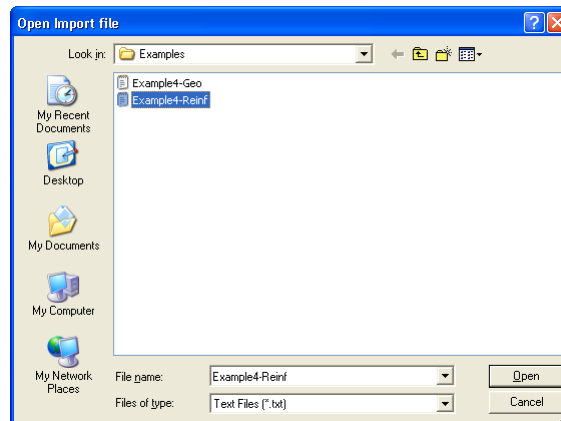 Open Import file
Look in:
Examples
Example4-Geo
Example4-Reinf
My Recent
Documents
Desktop
My Documents
My Computer
My Network
Places
File name:
Example4-Reinf
Open
Files of type:
Text Files (*.txt)
Cancel